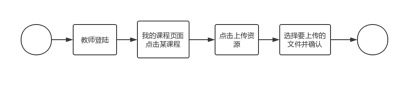 教师登陆
我的课程页面
点击某课程
点击上传资
源
选择要上传的
文件并确认